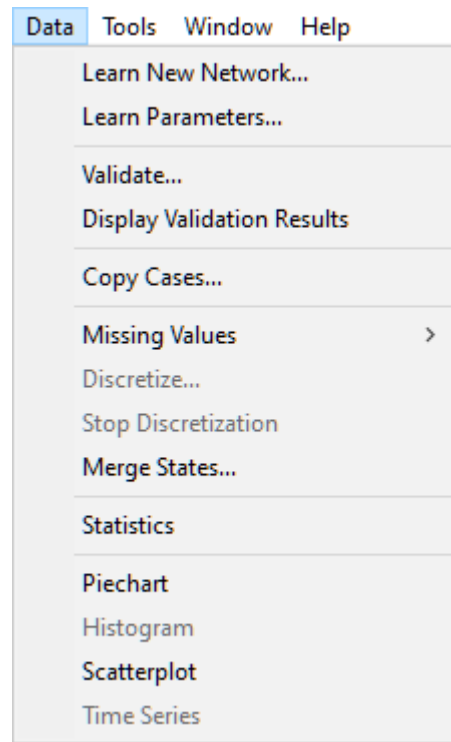 Data Tools Window Help
Learn New Network...
Learn Parameters...
Validate...
Display Validation Results
Copy Cases...
Missing Values
Discretize...
Stop Discretization
Merge States...
Statistics
Piechart
Histogram
Scatterplot
Time Series